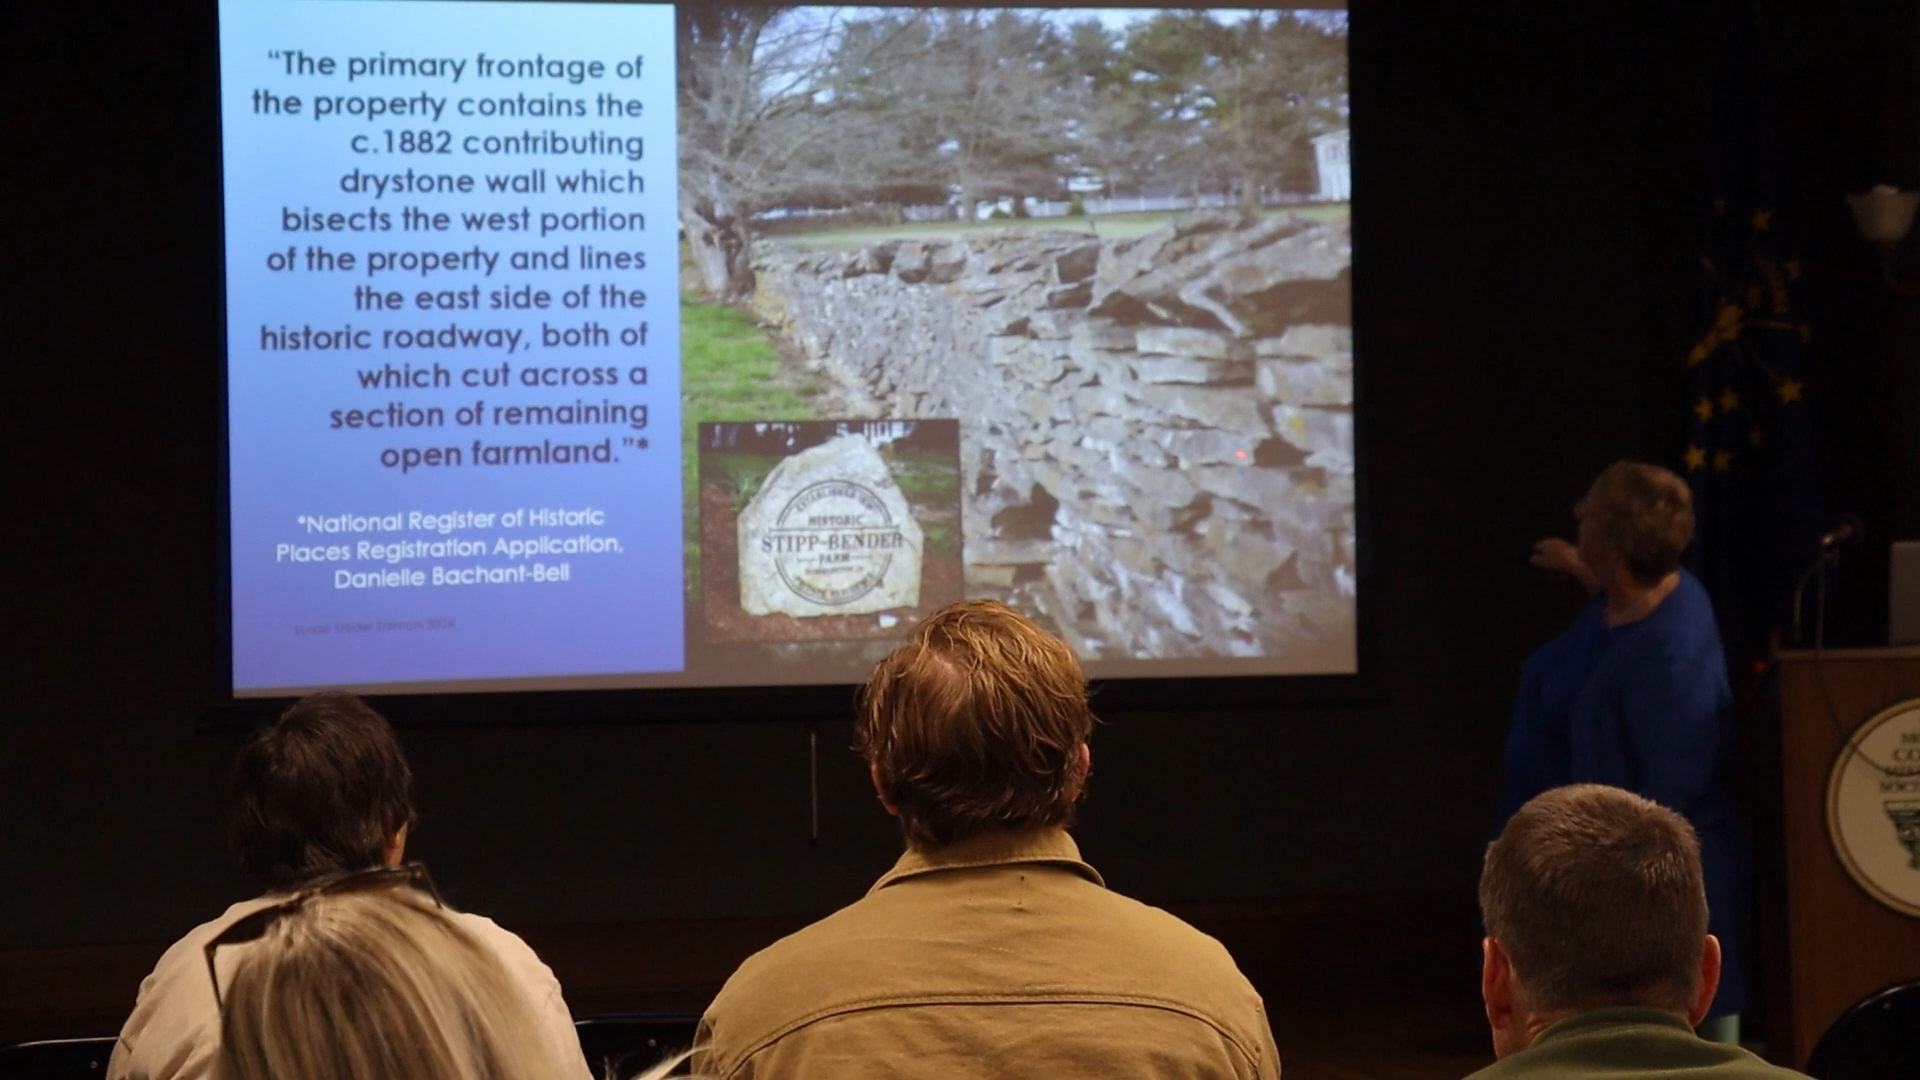 “The primary frontage of
the property contains the
c.1882 contributing
drystone wall which
bisects the west portion
of the property and lines
the east side of the
historic roadway, both of
which cut across a
section of remaining
open farmland.”*
*National Register of Historic
Places Registration Application,
Danielle Bachant-Bell
2024
HISTORIC
STIPP-BENDER
FARM